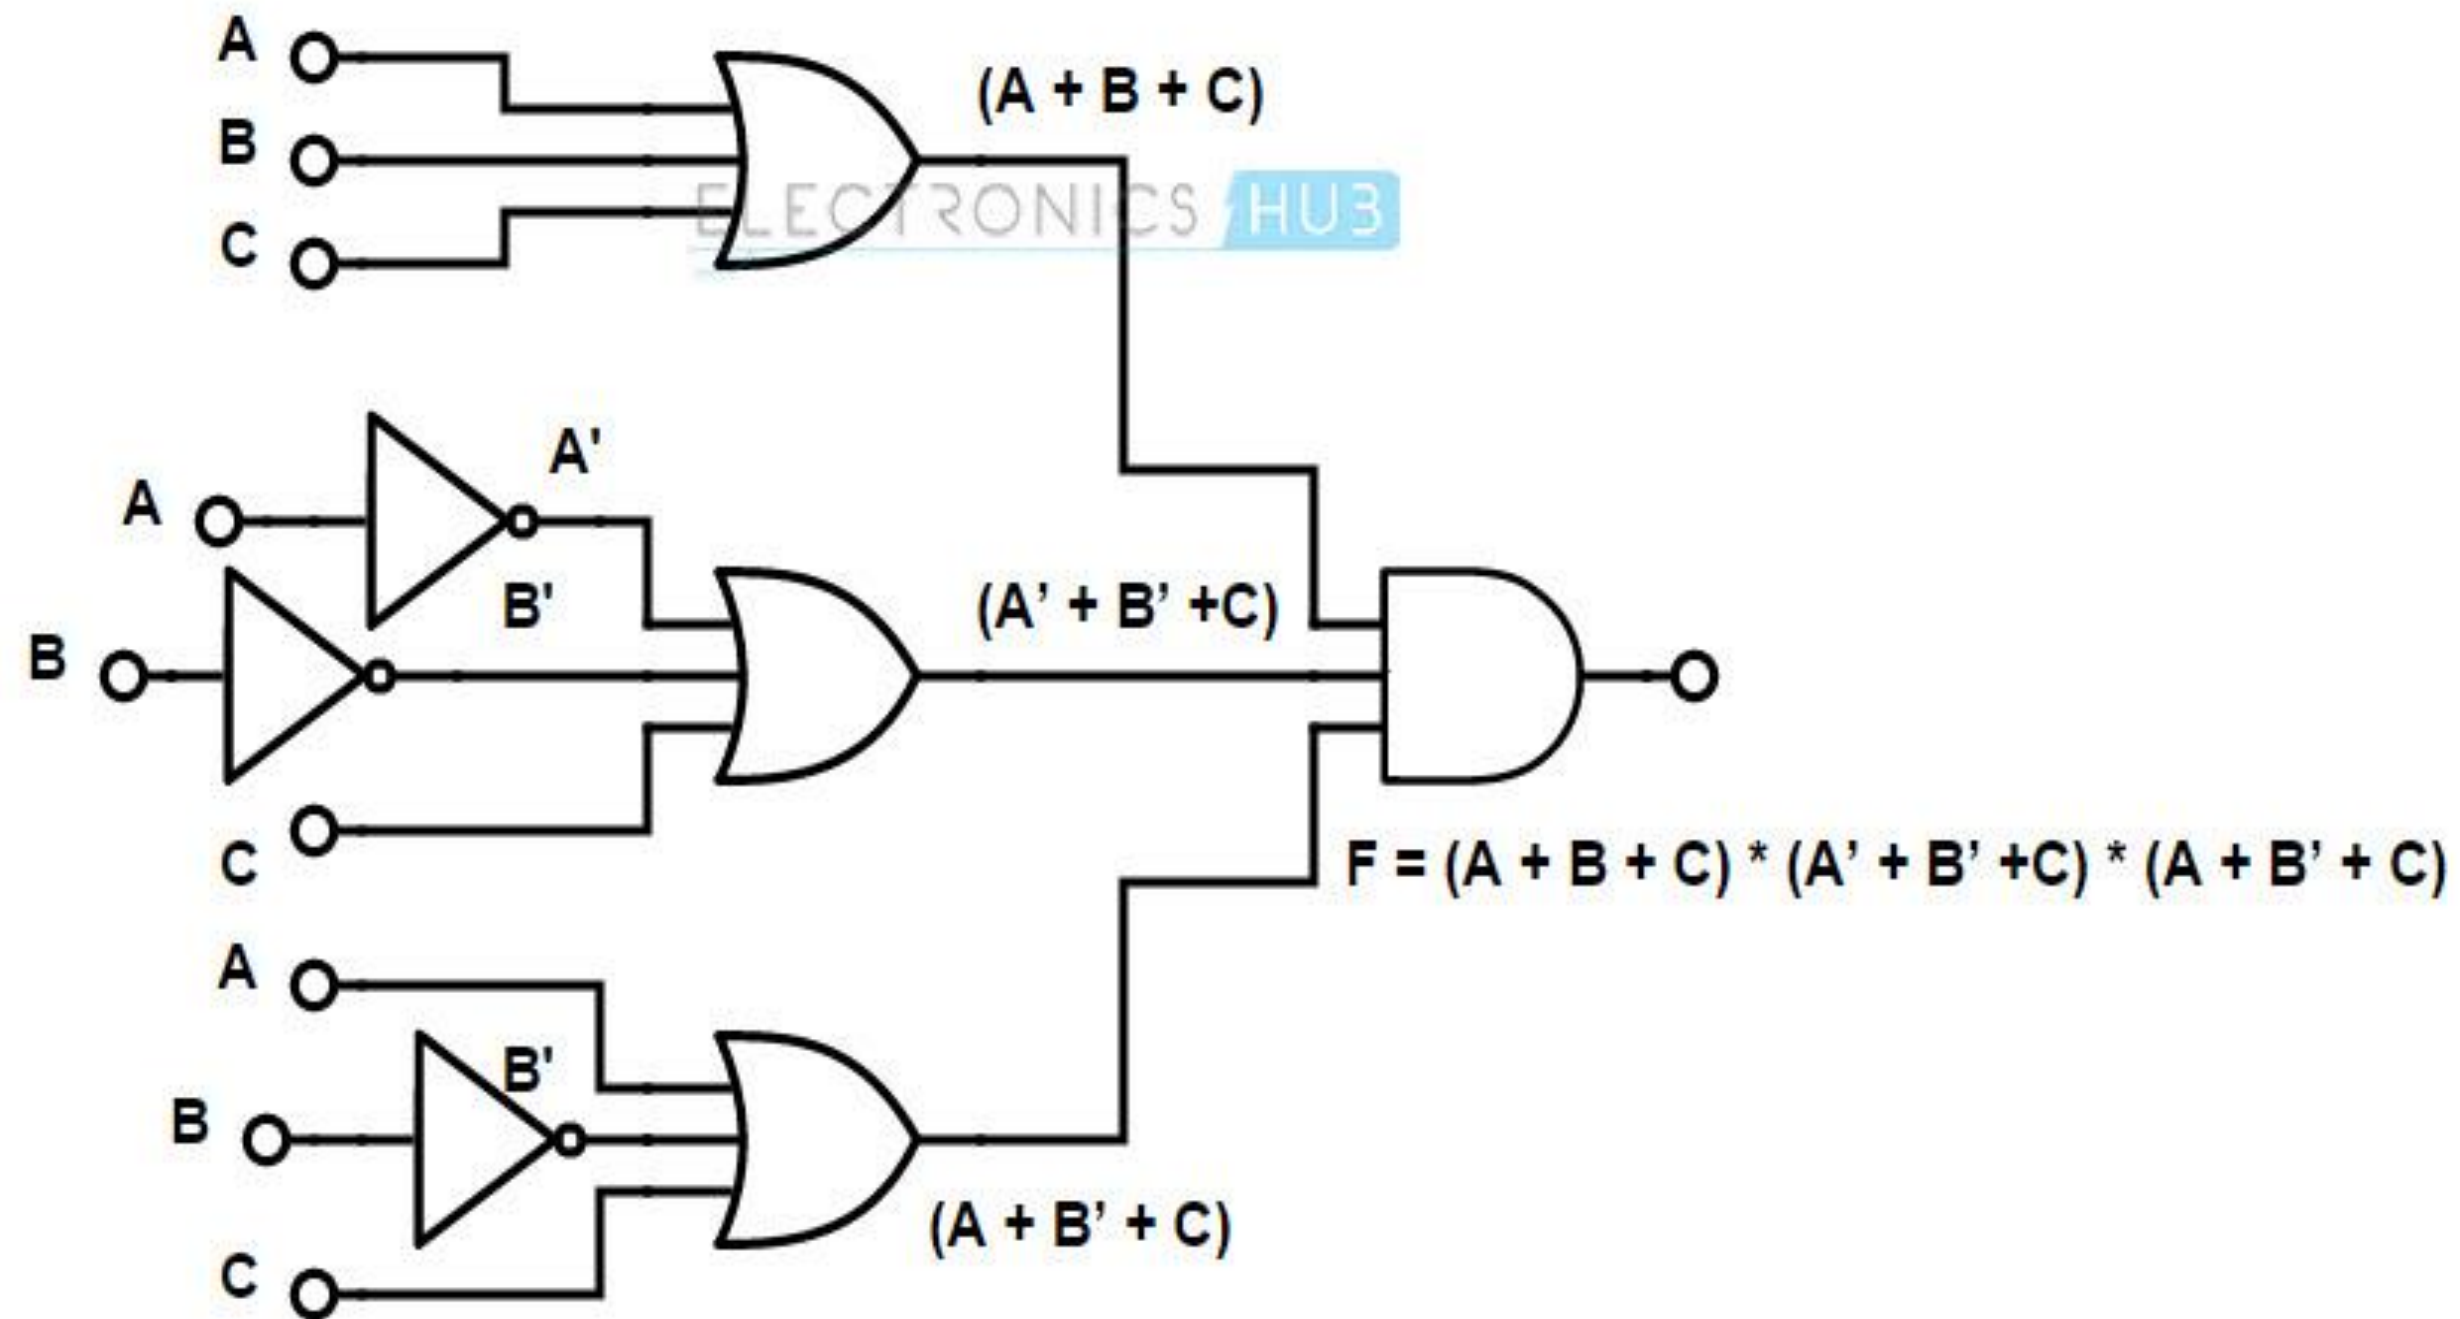 A
(A + B + C)
B
ELECTRONICS HUB
C
A'
A
B'
(A’ + B’ +C)
B
C
F = (A + B + C) * (A’ + B’ +C) * (A + B’ + C)
A
B'
B
(A + B’ + C)
C